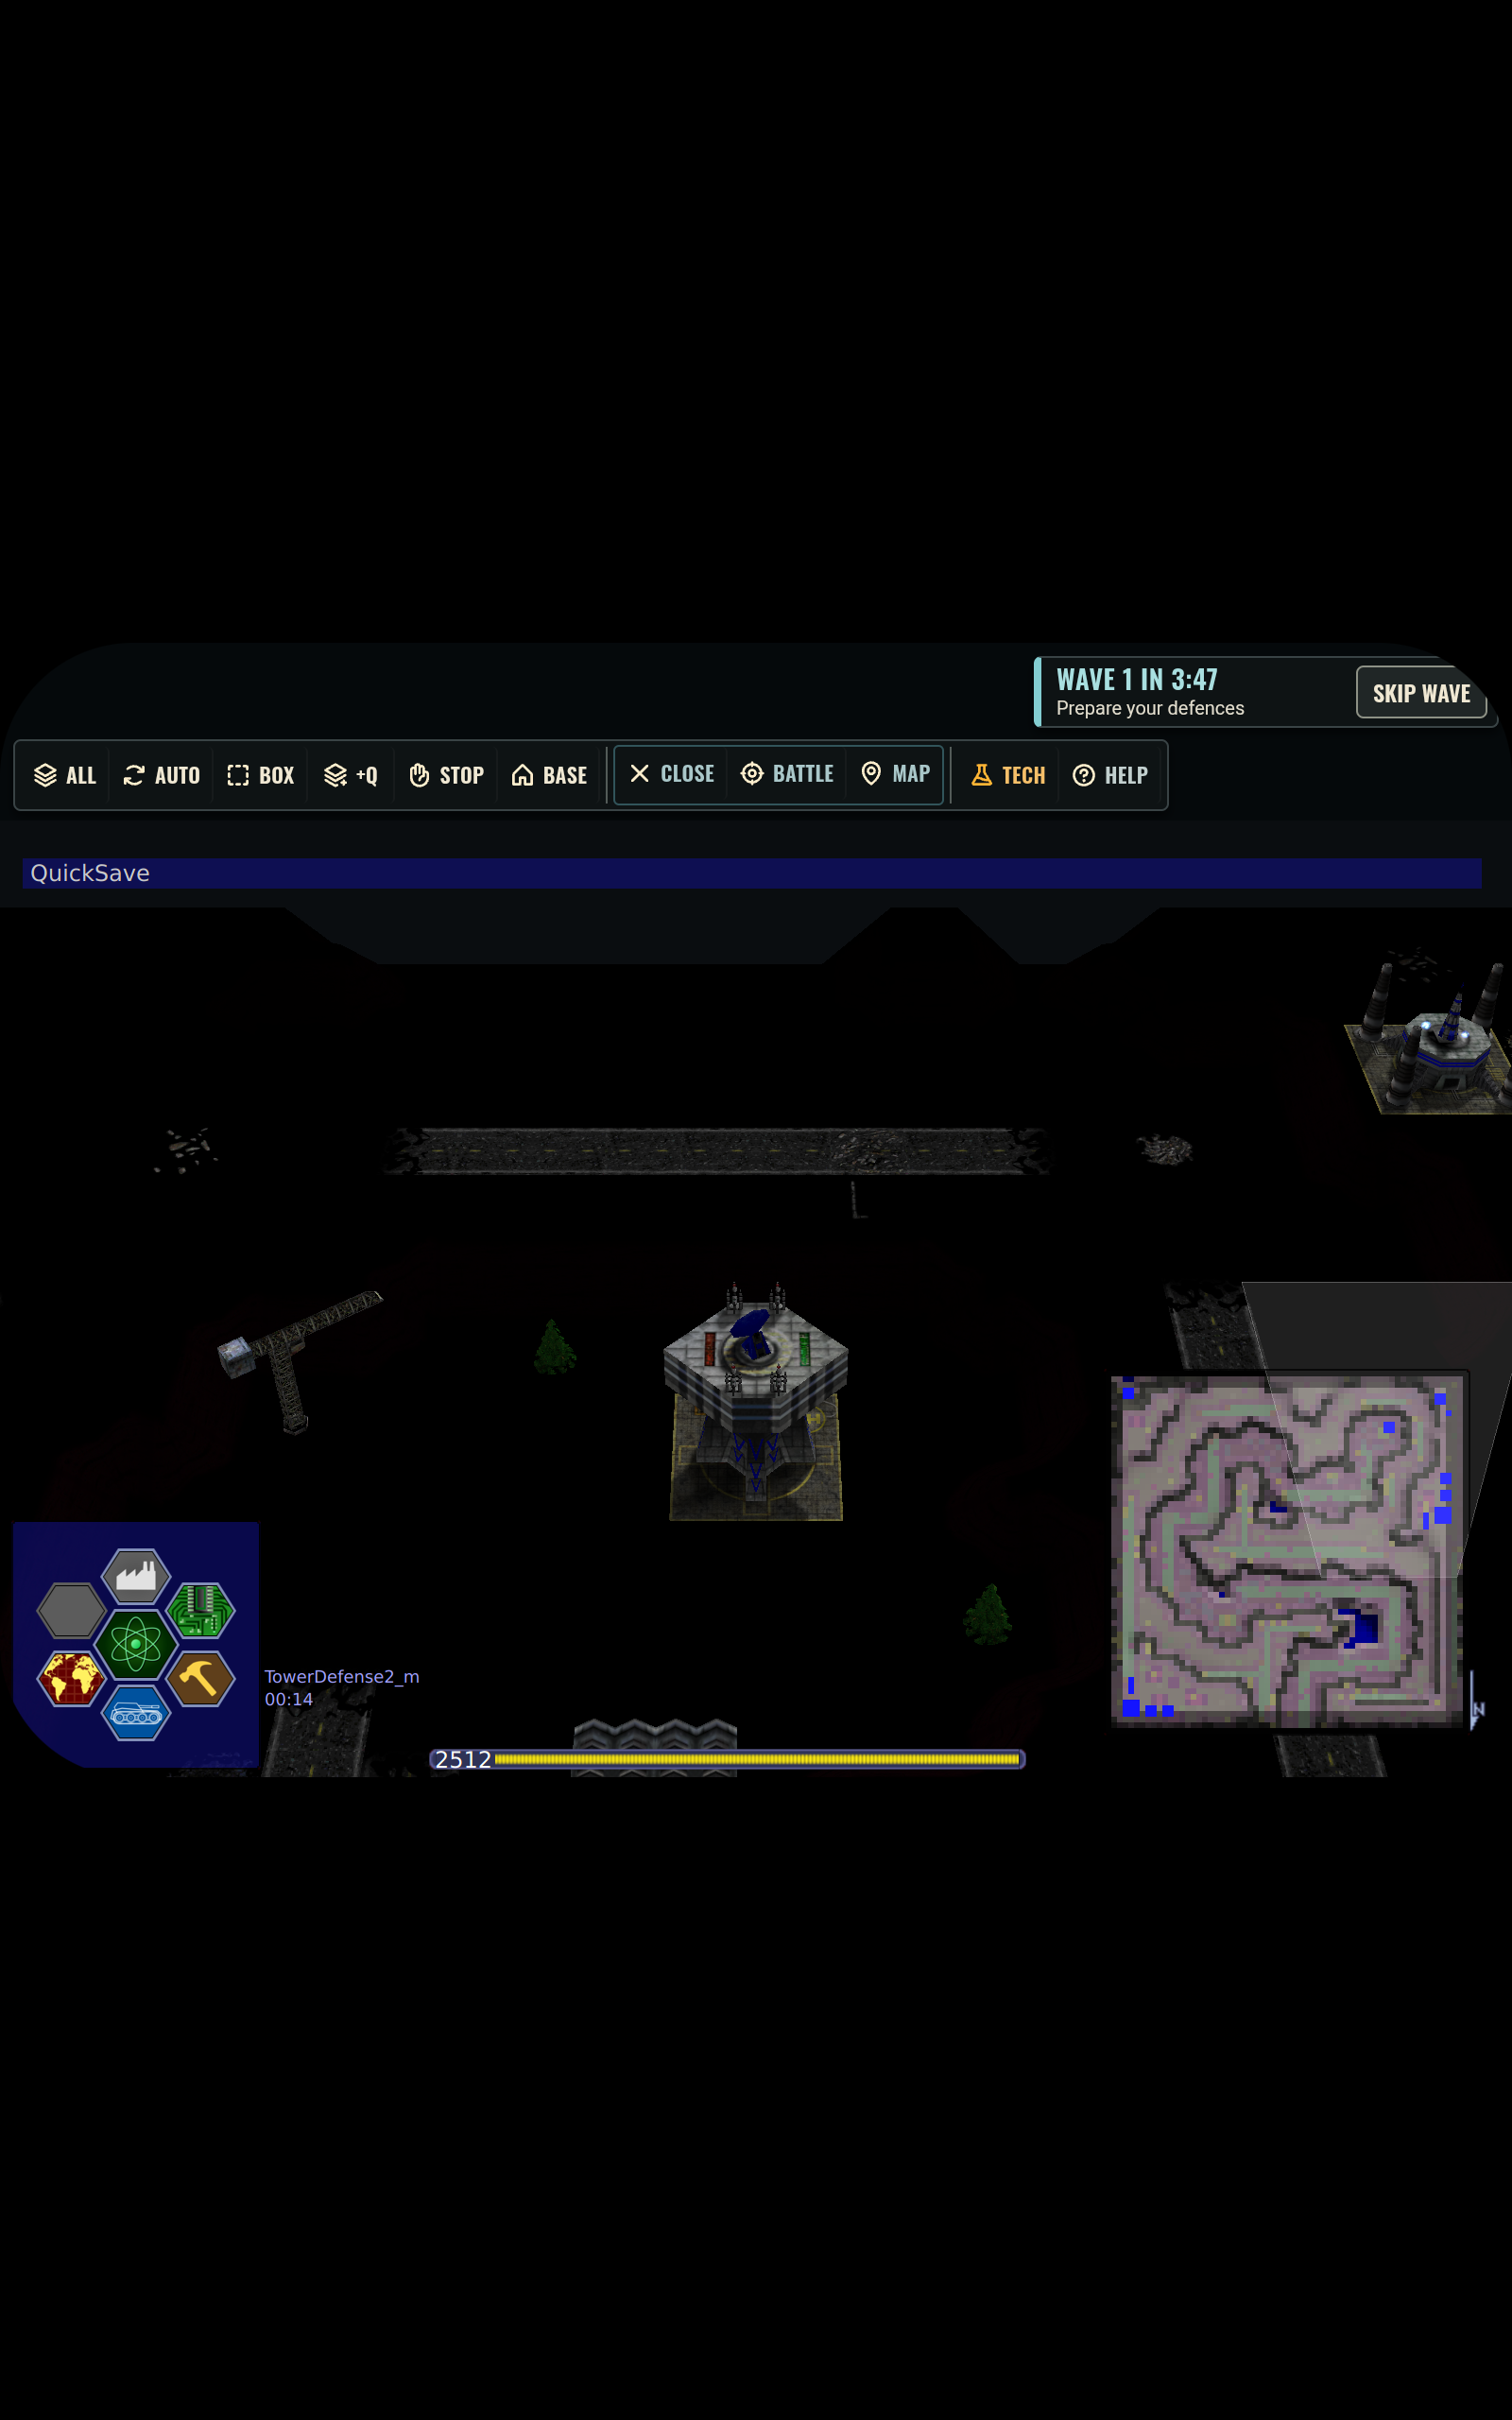 WAVE 1 IN 3:47
Prepare your defences
SKIP WAVE
ALL AUTO BOX +Q STOP BASE CLOSE BATTLE MAP TECH HELP
QuickSave
TowerDefense2_m
00:14
N
2512